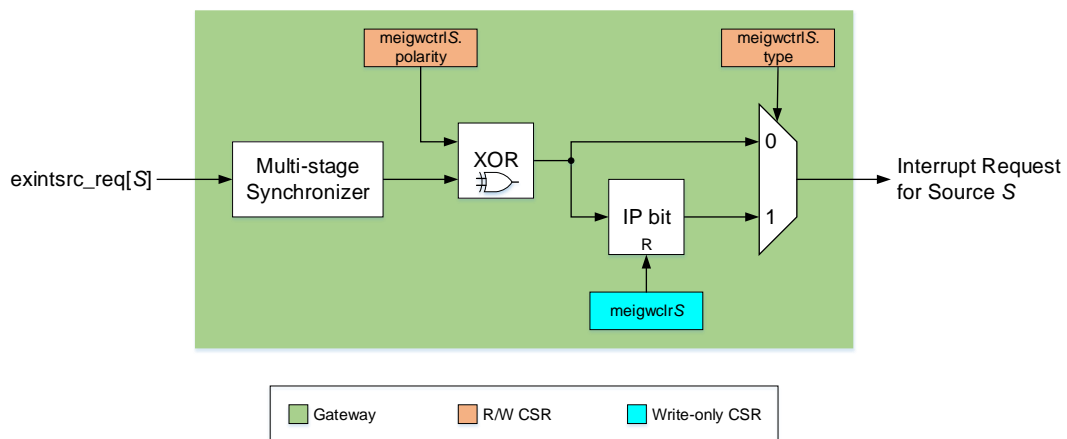 meigwctrlS.
polarity
meigwctrlS.
type
exintsrc_req[S]
Multi-stage
Synchronizer
XOR
0
IP bit
R
1
Interrupt Request
for Source S
meigwclrS
Gateway
R/W CSR
Write-only CSR